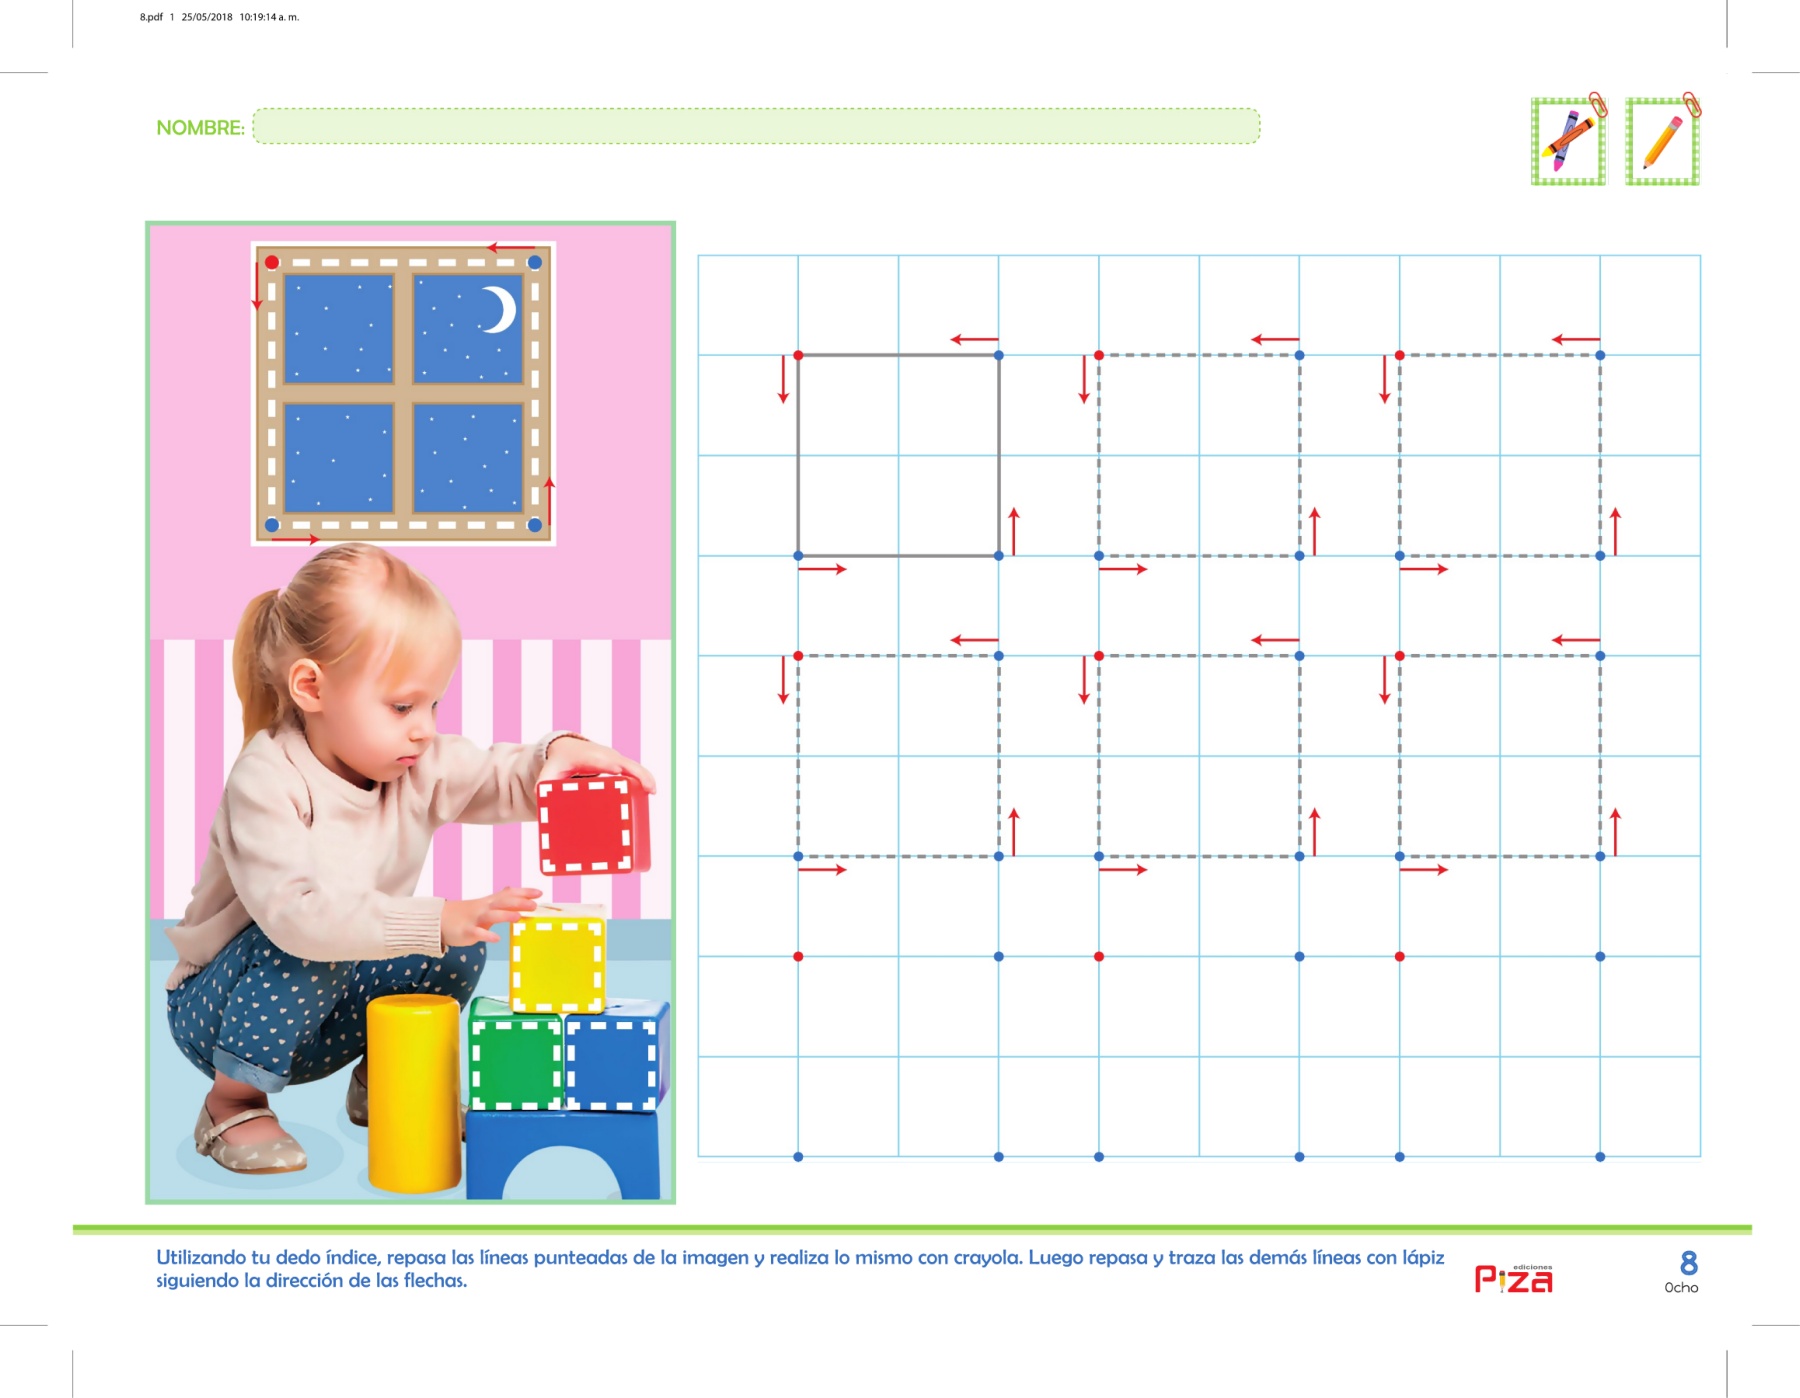 8.pdf 1 25/05/2018 10:19:14 a. m.
NOMBRE:
Utilizando tu dedo índice, repasa las líneas punteadas de la imagen y realiza lo mismo con crayola. Luego repasa y traza las demás líneas con lápiz
siguiendo la dirección de las flechas.
ediciones
Piza
8
Ocho